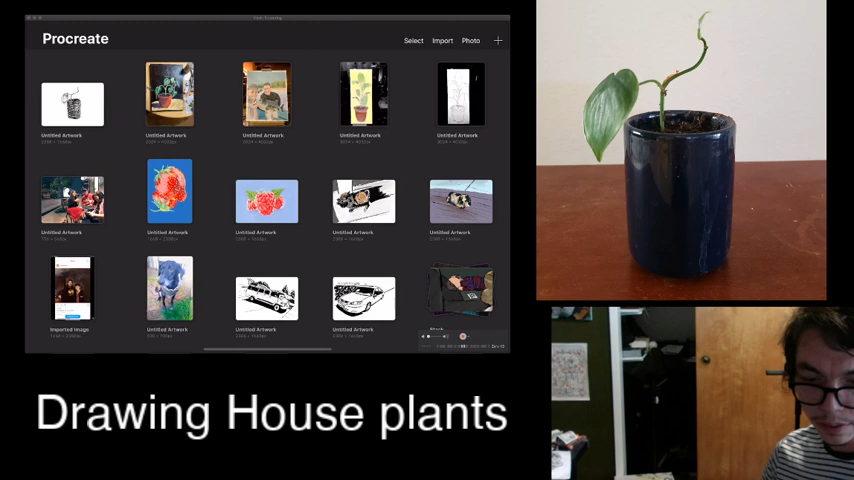 Procreate
Select Import Photo
Untitled Artwork Untitled Artwork Untitled Artwork Untitled Artwork Untitled Artwork
Untitled Artwork Untitled Artwork Untitled Artwork Untitled Artwork Untitled Artwork
Imported Image Untitled Artwork Untitled Artwork Untitled Artwork
Drawing House plants